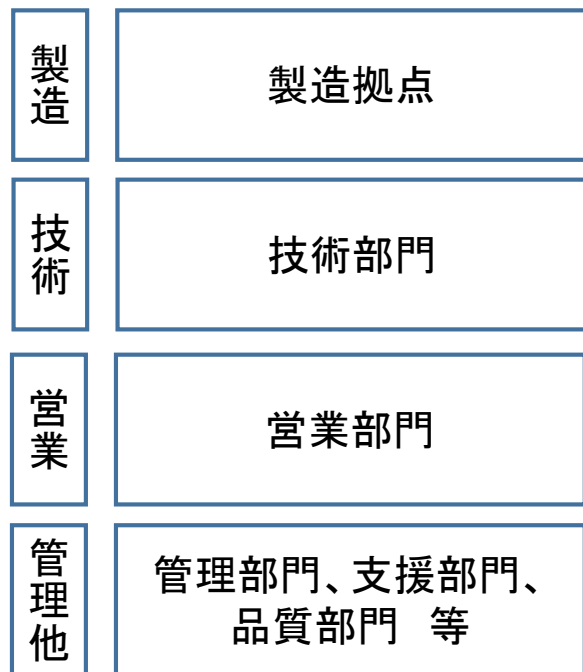 製造
製造拠点
技術
技術部門
営業
営業部門
管理他
管理部門、支援部門、
品質部門　等